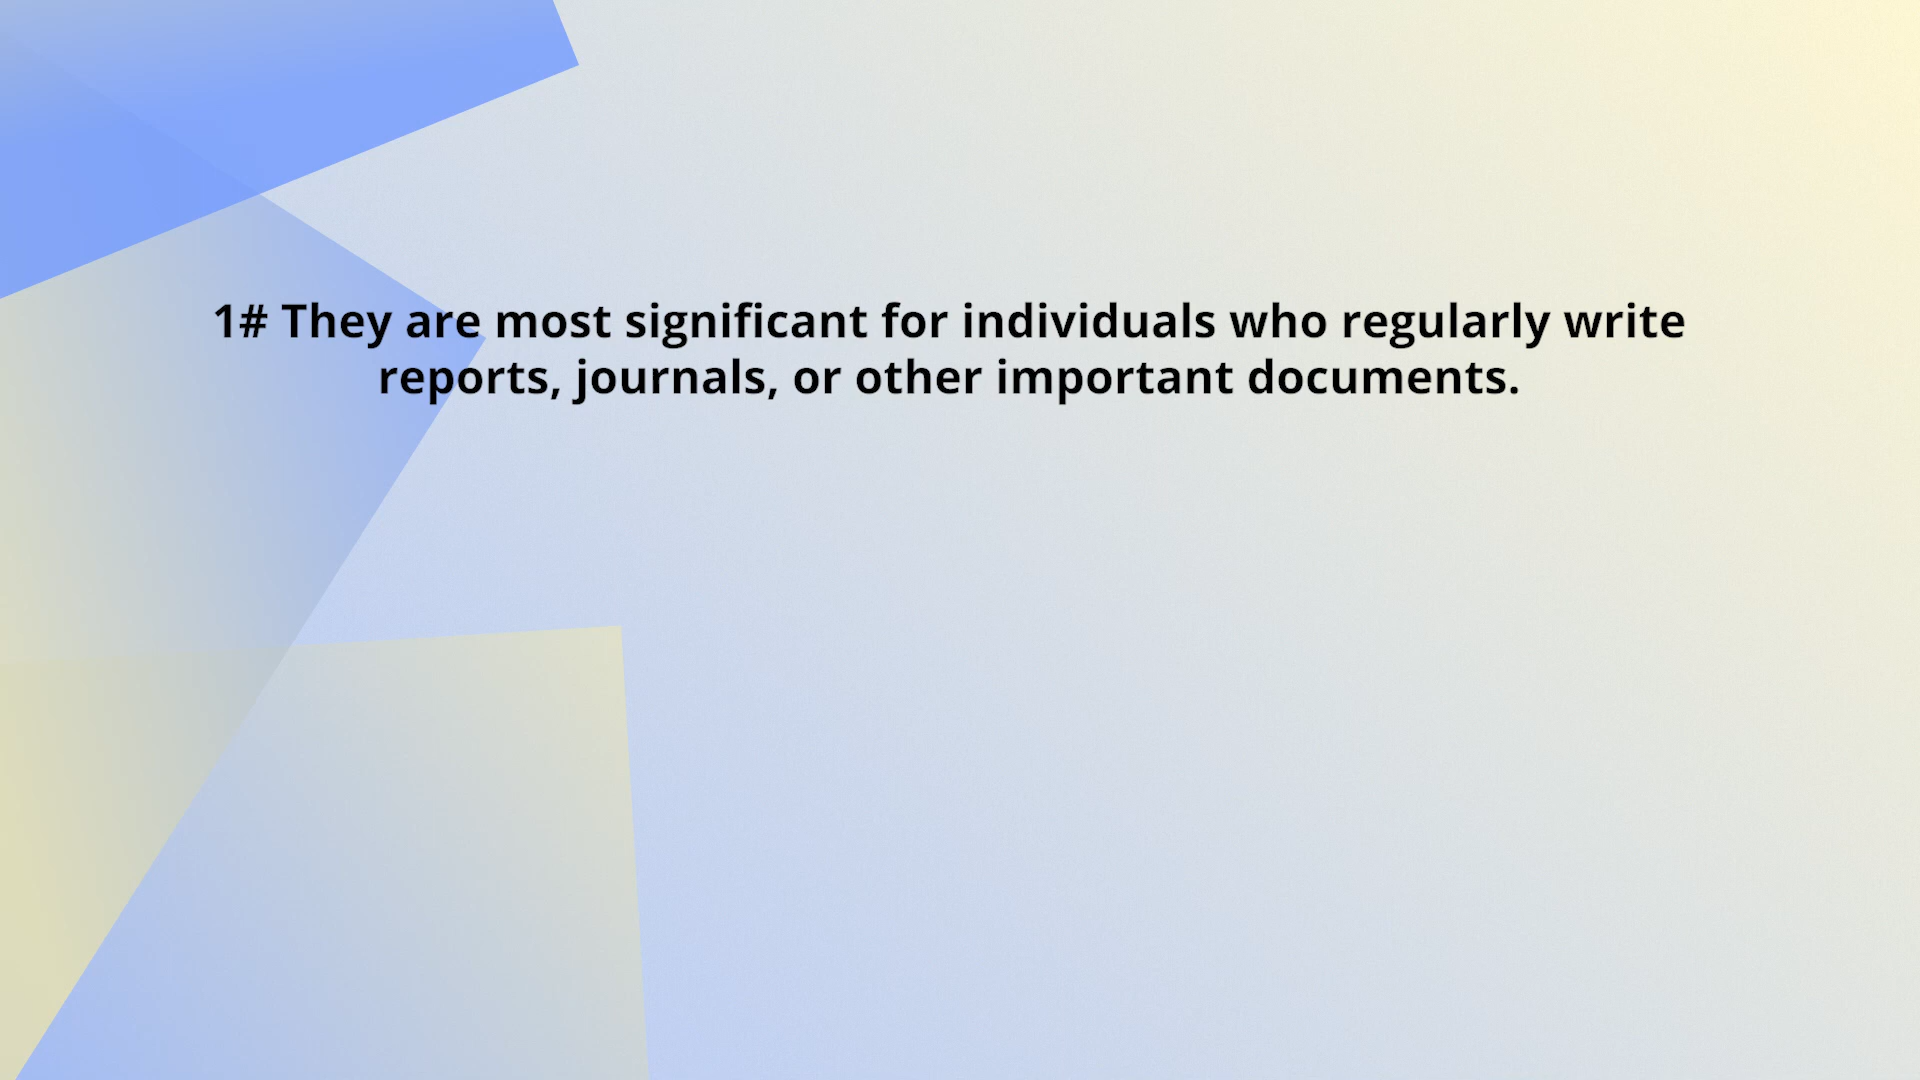 1# They are most significant for individuals who regularly write
reports, journals, or other important documents.